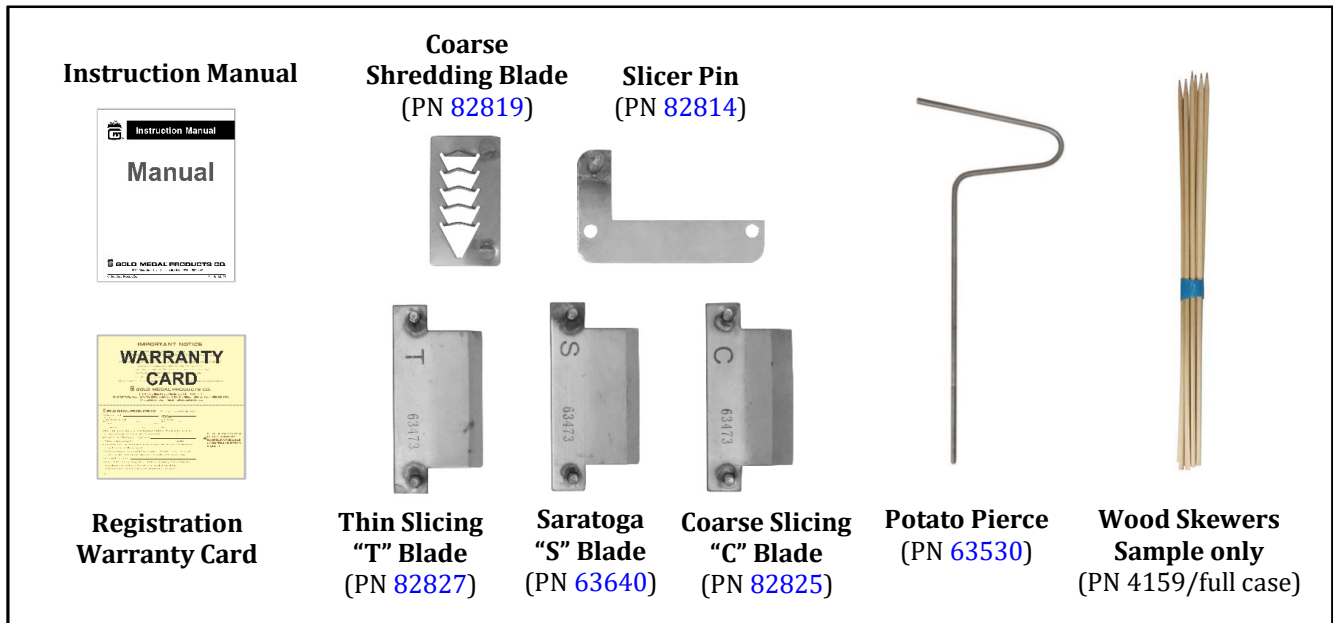 Instruction Manual
Coarse
Shredding Blade
(PN 82819)
Slicer Pin
(PN 82814)
Instruction Manual
Manual
GOLD MEDAL PRODUCTS CO.
IMPORTANT NOTICE
WARRANTY
CARD
GOLD MEDAL PRODUCTS CO.
T
63473
S
63473
C
63473
Registration
Warranty Card
Thin Slicing
“T” Blade
(PN 82827)
Saratoga
“S” Blade
(PN 63640)
Coarse Slicing
“C” Blade
(PN 82825)
Potato Pierce
(PN 63530)
Wood Skewers
Sample only
(PN 4159/full case)